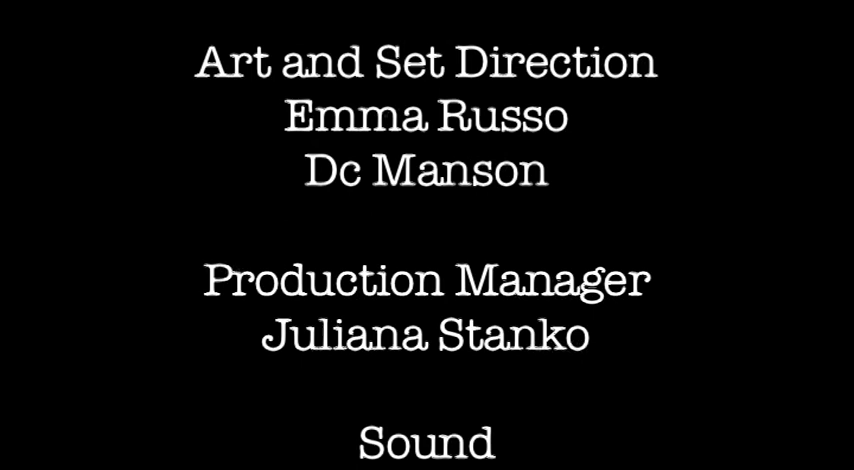 Art and Set Direction
Emma Russo
Dc Manson
Production Manager
Juliana Stanko
Sound